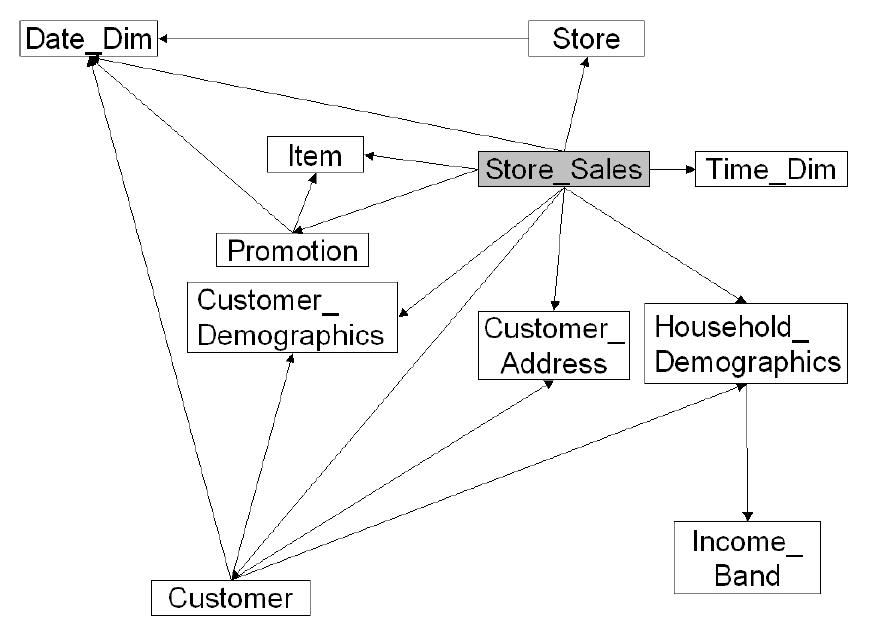 Date_Dim
Store
Item
Store_Sales
Time_Dim
Promotion
Customer_
Demographics
Customer_
Address
Household_
Demographics
Income_
Band
Customer